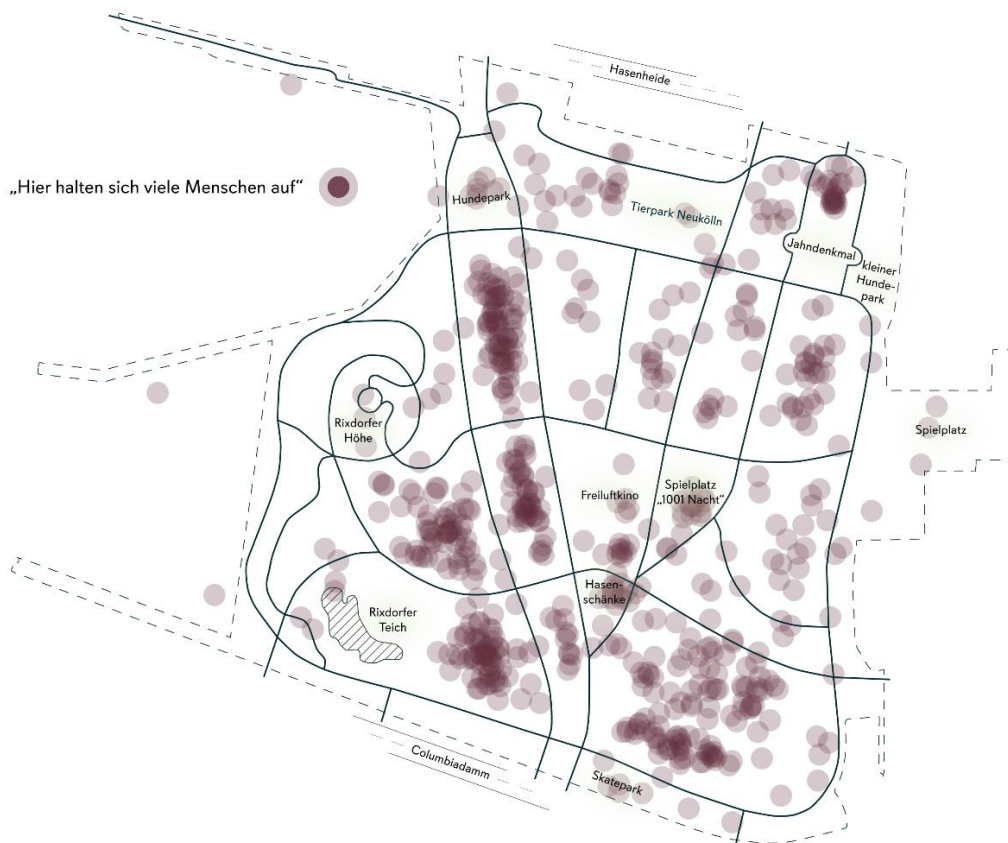 Hasenheide
„Hier halten sich viele Menschen auf“
Hundepark
Tierpark Neukölln
Jahndenkmal
kleiner
Hunde-
park
Rixdorfer
Höhe
Spielplatz
Freiluftkino
Spielplatz
„1001 Nacht“
Hasen-
schänke
Rixdorfer
Teich
Columbiadamm
Skatepark